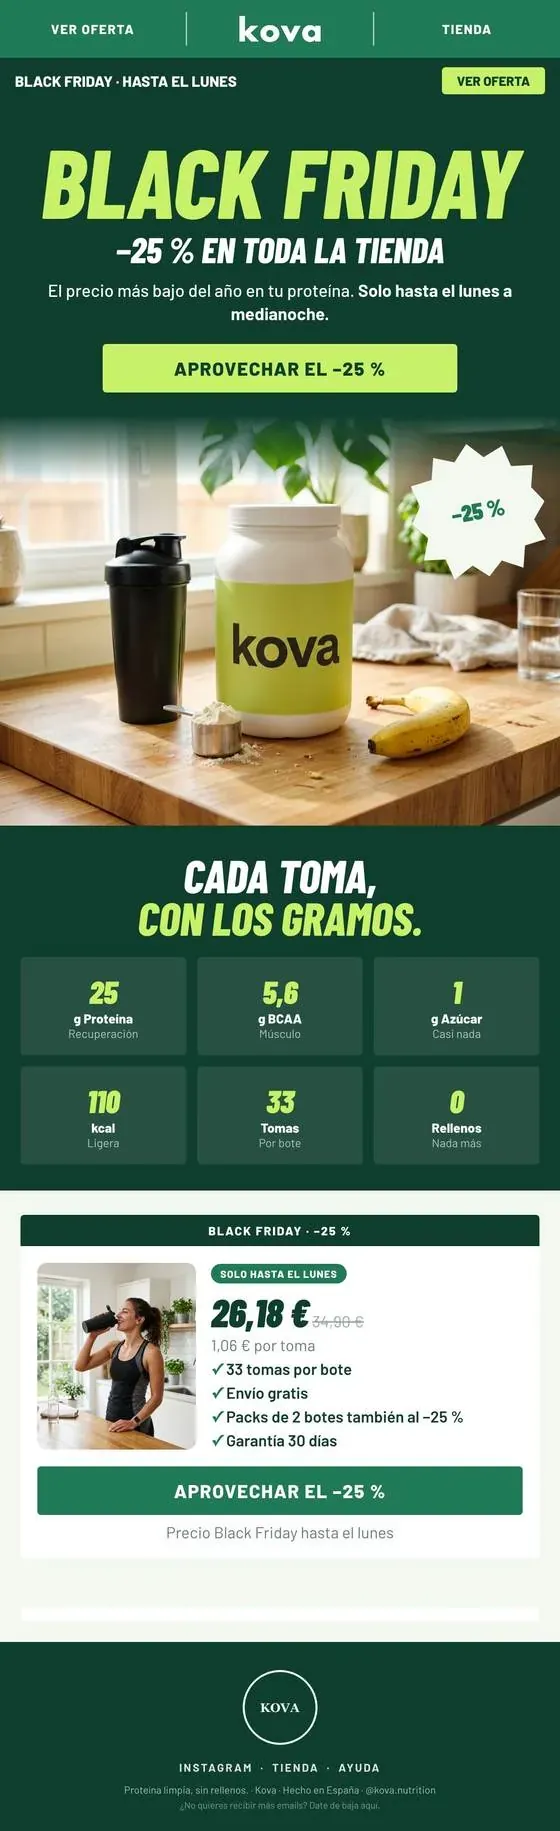 VER OFERTA
kova
TIENDA
BLACK FRIDAY · HASTA EL LUNES
VER OFERTA
BLACK FRIDAY
–25 % EN TODA LA TIENDA
El precio más bajo del año en tu proteína. Solo hasta el lunes a
medianoche.
APROVECHAR EL –25 %
–25 %
kova
CADA TOMA,
CON LOS GRAMOS.
25
g Proteína
Recuperación
5,6
g BCAA
Músculo
1
g Azúcar
Casi nada
110
kcal
Ligera
33
Tomas
Por bote
0
Rellenos
Nada más
BLACK FRIDAY · –25 %
SOLO HASTA EL LUNES
26,18 € 34,90 €
1,06 € por toma
✓33 tomas por bote
✓Envío gratis
✓Packs de 2 botes también al –25 %
✓Garantía 30 días
APROVECHAR EL –25 %
Precio Black Friday hasta el lunes
KOVA
INSTAGRAM · TIENDA · AYUDA
Proteína limpia, sin rellenos. · Kova · Hecho en España · @kova.nutrition
¿No quieres recibir más emails? Date de baja aquí.